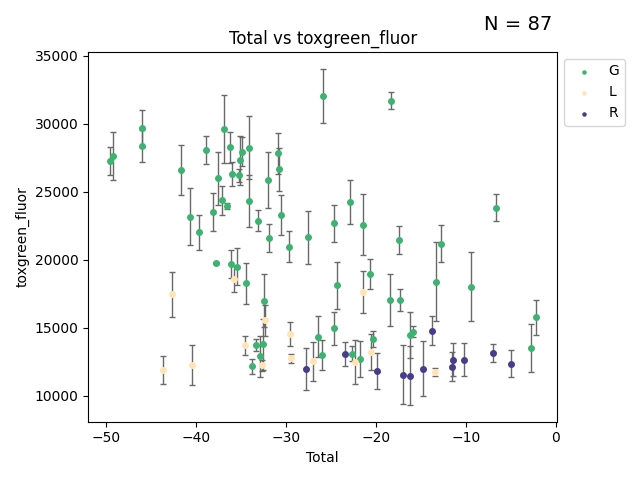 N = 87
Total vs toxgreen_fluor
35000
30000
25000
20000
15000
10000
toxgreen_fluor
−50
−40
−30
−20
−10
0
Total
G
L
R